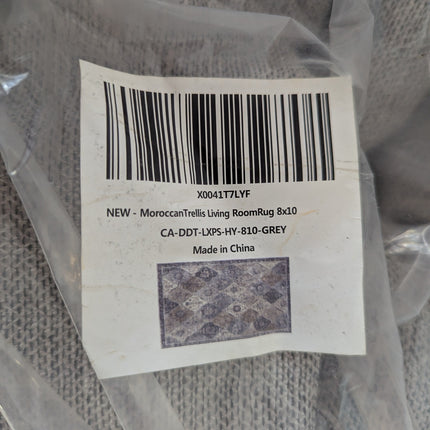 X0041T7LYF
NEW - MoroccanTrellis Living RoomRug 8x10
CA-DDT-LXPS-HY-810-GREY
Made in China